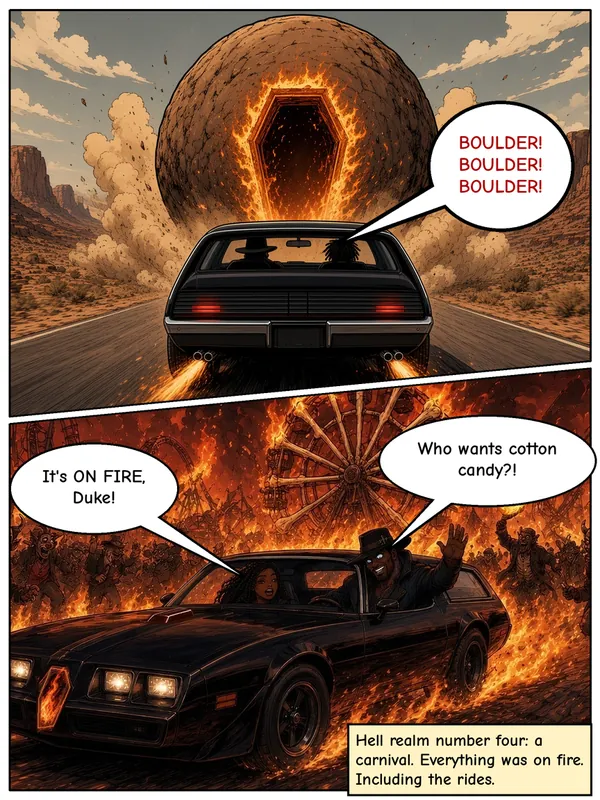 BOULDER!
BOULDER!
BOULDER!
It's ON FIRE,
Duke!
Who wants cotton
candy?!
Hell realm number four: a
carnival. Everything was on fire.
Including the rides.